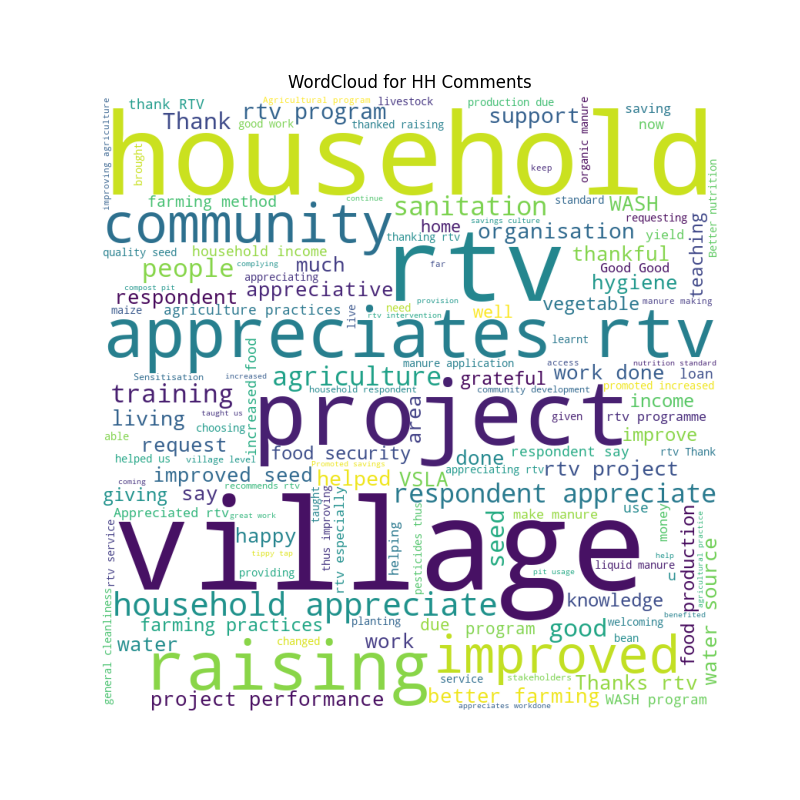 WordCloud for HH Comments
thank RTV
Agricultural program
livestock
production due
saving
Thank
rtv program
good work
thanked raising
support
organic manure
now
improving agriculture
household
brought
keep
Better nutrition
farming method
continue
sanitation
standard
WASH
community
savings culture
requesting
home
organisation
yield
thanking rtv
teaching
quality seed
household income
rtv
thankful
people
complying
much
far
Good Good
appreciating
hygiene
compost pit
respondent
appreciative
provision
vegetable
manure making
maize
agriculture practices
live
need
well
rtv intervention
appreciates rtv
learnt
increased food
manure application
access
nutrition standard
Sensitisation
increased
agriculture
grateful
work done
loan
promoted increased
household respondent
community development
training
taught us
project
income
choosing
area
given
rtv programme
living
able
request
improve
helped us
village level
food security
done
respondent say
rtv Thank
Promoted savings
appreciating rtv
rtv project
improved seed
helped
VSLA
coming
recommends rtv
giving
say
taught
thus improving
rtv especially
respondent appreciate
use
money
Appreciated rtv
great work
pesticides thus
make manure
food production
agricultural practice
rtv service
village
happy
helping
seed
tippy tap
help
providing
liquid manure
pit usage
u
water source
benefited
general cleanliness
household appreciate
knowledge
farming practices
planting
due
program
good
welcoming
water
changed
work
bean
raising
improved
service
stakeholders
Thanks rtv
project performance
better farming
WASH program
appreciates workdone